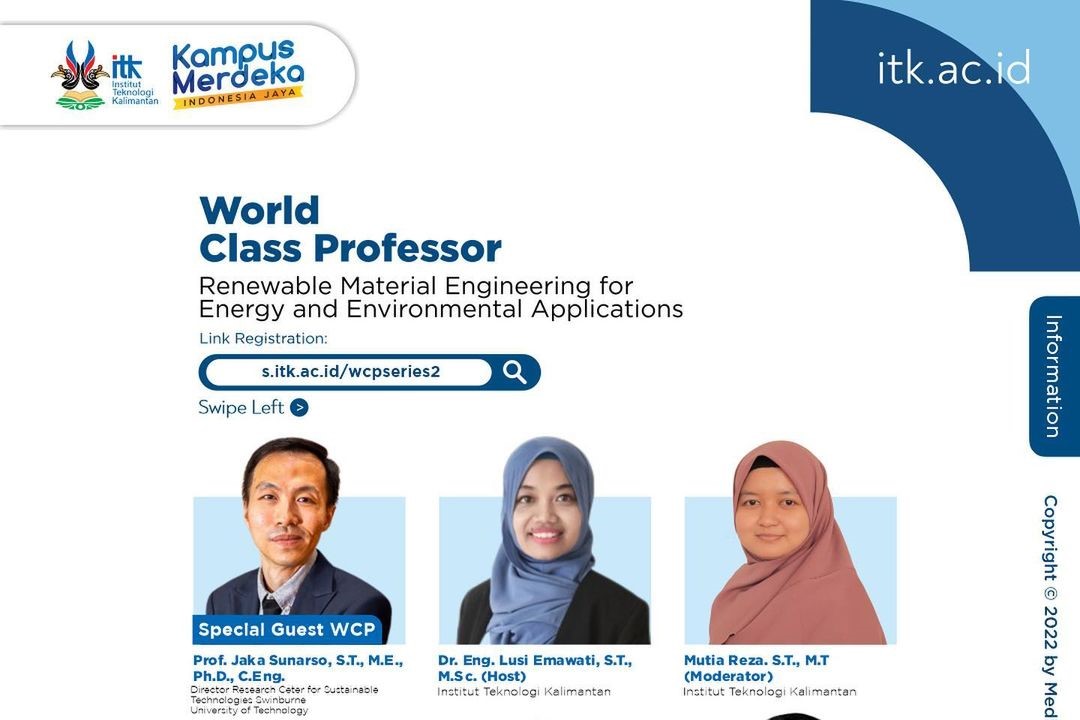 itk
Institut
Teknologi
Kalimantan
Kampus
Merdeka
INDONESIA JAYA
itk.ac.id
World
Class Professor
Renewable Material Engineering for
Energy and Environmental Applications
Link Registration:
s.itk.ac.id/wcpseries2
Swipe Left >
Information
Copyright © 2022 by Med
Special Guest WCP
Prof. Jaka Sunarso, S.T., M.E.,
Ph.D., C.Eng.
Director Research Ceter for Sustainable
Technologies Swinburne
University of Technology
Dr. Eng. Lusi Emawati, S.T.,
M.Sc. (Host)
Institut Teknologi Kalimantan
Mutia Reza. S.T., M.T
(Moderator)
Institut Teknologi Kalimantan